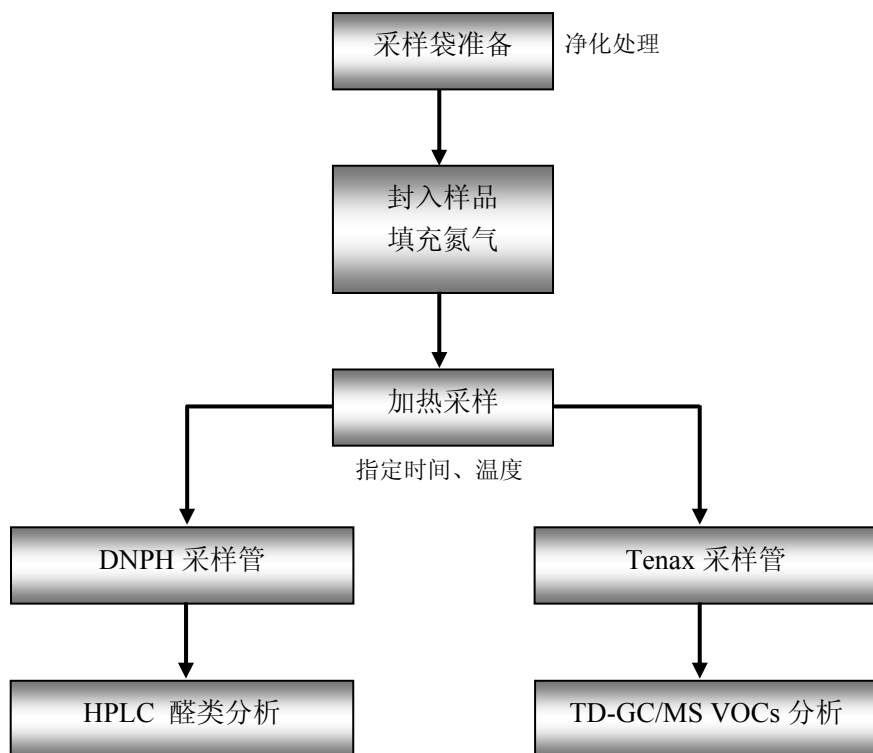 采样袋准备
净化处理
封入样品
填充氮气
加热采样
指定时间、温度
DNPH 采样管
Tenax 采样管
HPLC 醛类分析
TD-GC/MS VOCs 分析